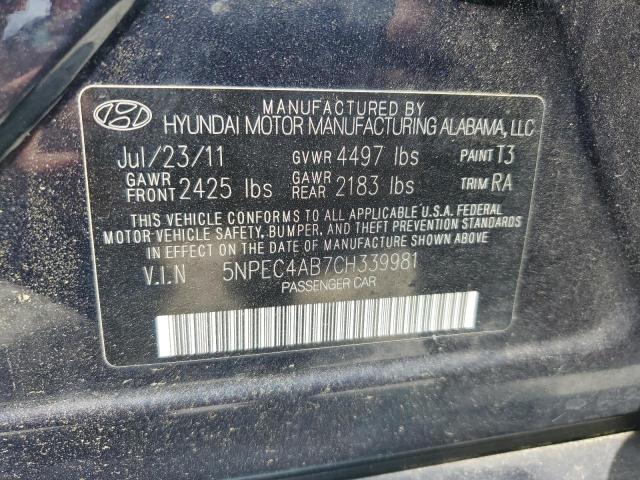 MANUFACTURED BY
HYUNDAI MOTOR MANUFACTURING ALABAMA, LLC
Jul/23/11 GVWR 4497 lbs PAINT T3
GAWR FRONT 2425 lbs GAWR REAR 2183 lbs TRIM RA
THIS VEHICLE CONFORMS TO ALL APPLICABLE U.S.A. FEDERAL
MOTOR VEHICLE SAFETY, BUMPER, AND THEFT PREVENTION STANDARDS
IN EFFECT ON THE DATE OF MANUFACTURE SHOWN ABOVE.
V.I.N 5NPEC4AB7CH339981
PASSENGER CAR